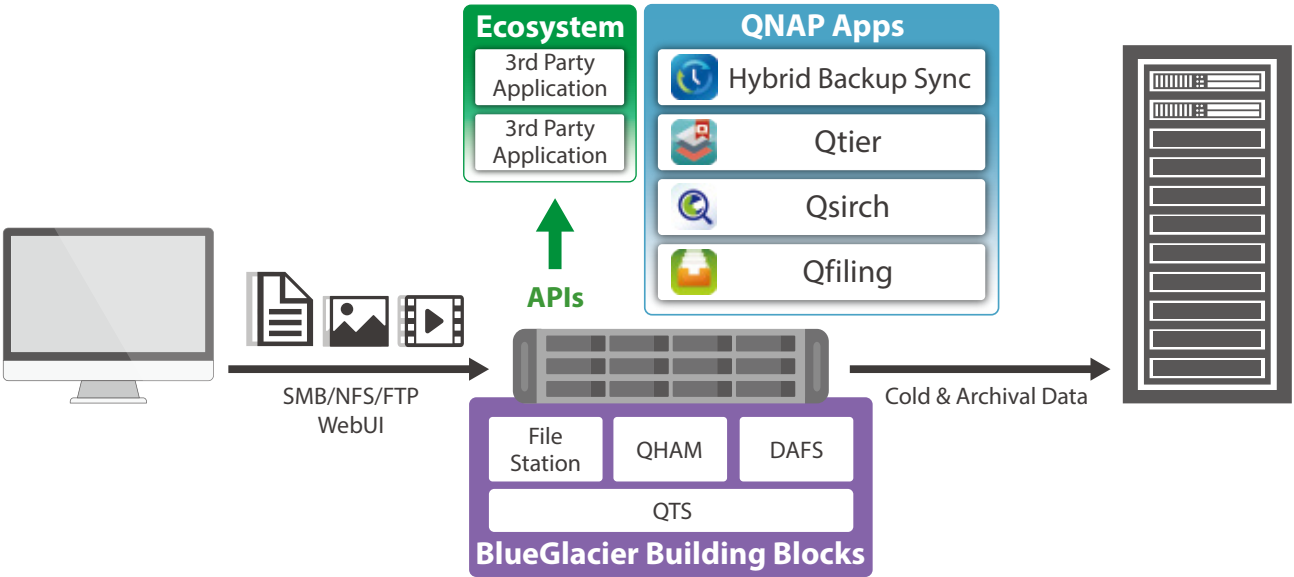 Ecosystem
3rd Party
Application
3rd Party
Application
APIs
QNAP Apps
Hybrid Backup Sync
Qtier
Qsirch
Qfiling
SMB/NFS/FTP
WebUI
Cold & Archival Data
File
Station
QHAM
DAFS
QTS
BlueGlacier Building Blocks